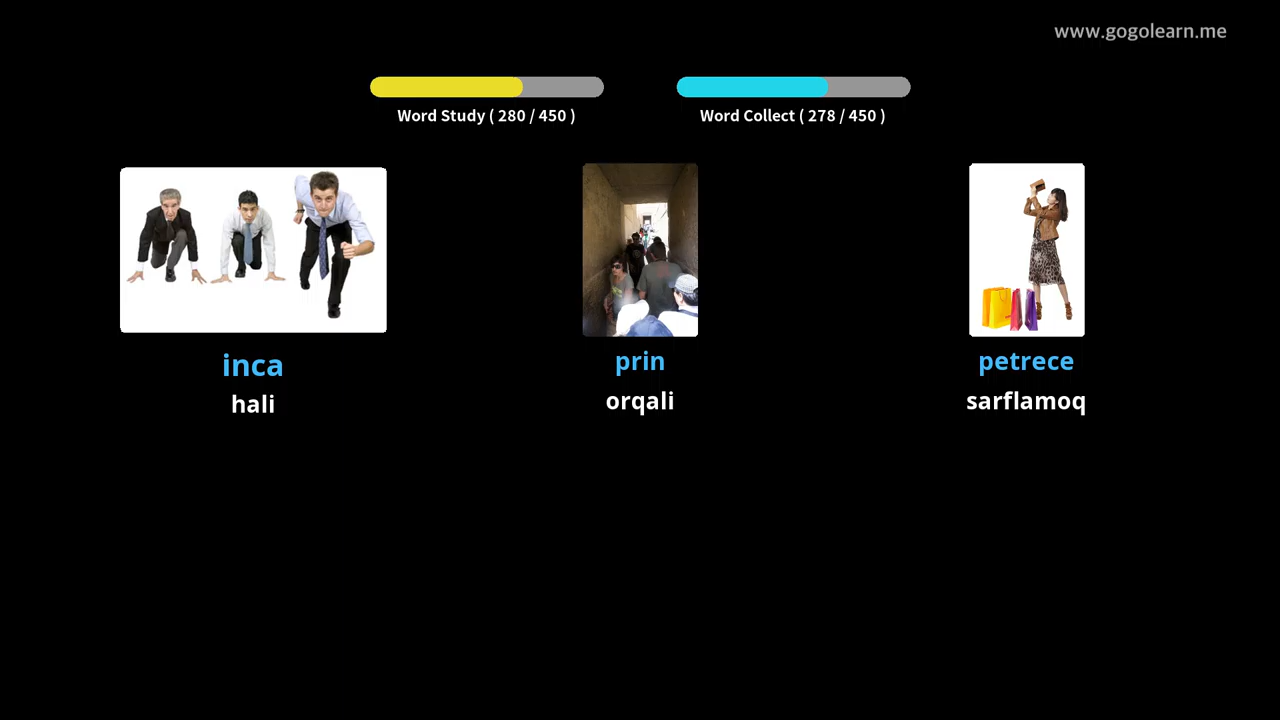 www.gogolearn.me
Word Study ( 280 / 450 )
Word Collect ( 278 / 450 )
inca
hali
prin
orqali
petrece
sarflamoq